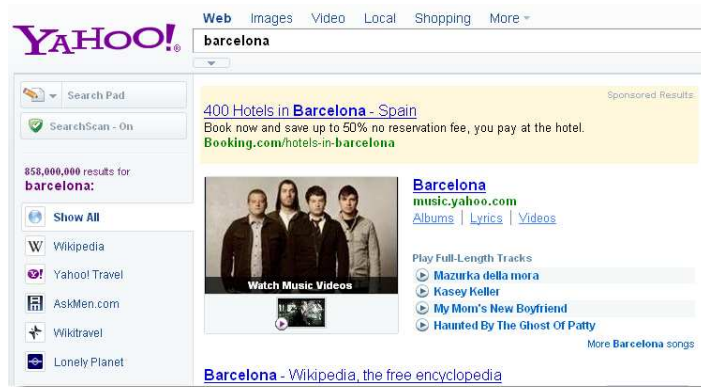 Web Images Video Local Shopping More
YAHOO!®
barcelona
Search Pad
SearchScan - On
858,000,000 results for
barcelona:
Show All
W Wikipedia
Yahoo! Travel
AskMen.com
Wikitravel
Lonely Planet
Sponsored Results
400 Hotels in Barcelona - Spain
Book now and save up to 50% no reservation fee, you pay at the hotel.
Booking.com/hotels-in-barcelona
Watch Music Videos
Barcelona
music.yahoo.com
Albums | Lyrics | Videos
Play Full-Length Tracks
Mazurka della mora
Kasey Keller
My Mom's New Boyfriend
Haunted By The Ghost Of Patty
More Barcelona songs
Barcelona - Wikipedia, the free encyclopedia